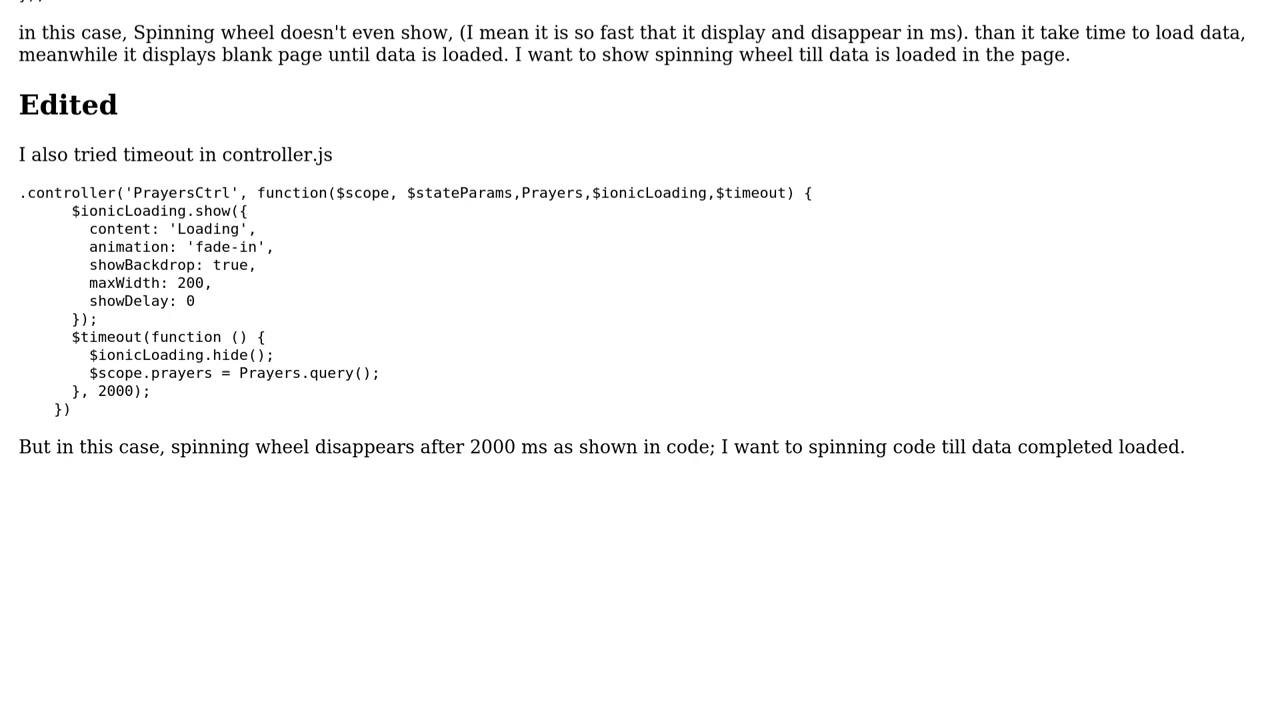 in this case, Spinning wheel doesn't even show, (I mean it is so fast that it display and disappear in ms). than it take time to load data,
meanwhile it displays blank page until data is loaded. I want to show spinning wheel till data is loaded in the page.
Edited
I also tried timeout in controller.js
.controller('PrayersCtrl', function($scope, $stateParams,Prayers,$ionicLoading,$timeout) {
      $ionicLoading.show({
        content: 'Loading',
        animation: 'fade-in',
        showBackdrop: true,
        maxWidth: 200,
        showDelay: 0
      });
      $timeout(function () {
        $ionicLoading.hide();
        $scope.prayers = Prayers.query();
      }, 2000);
    })
But in this case, spinning wheel disappears after 2000 ms as shown in code; I want to spinning code till data completed loaded.